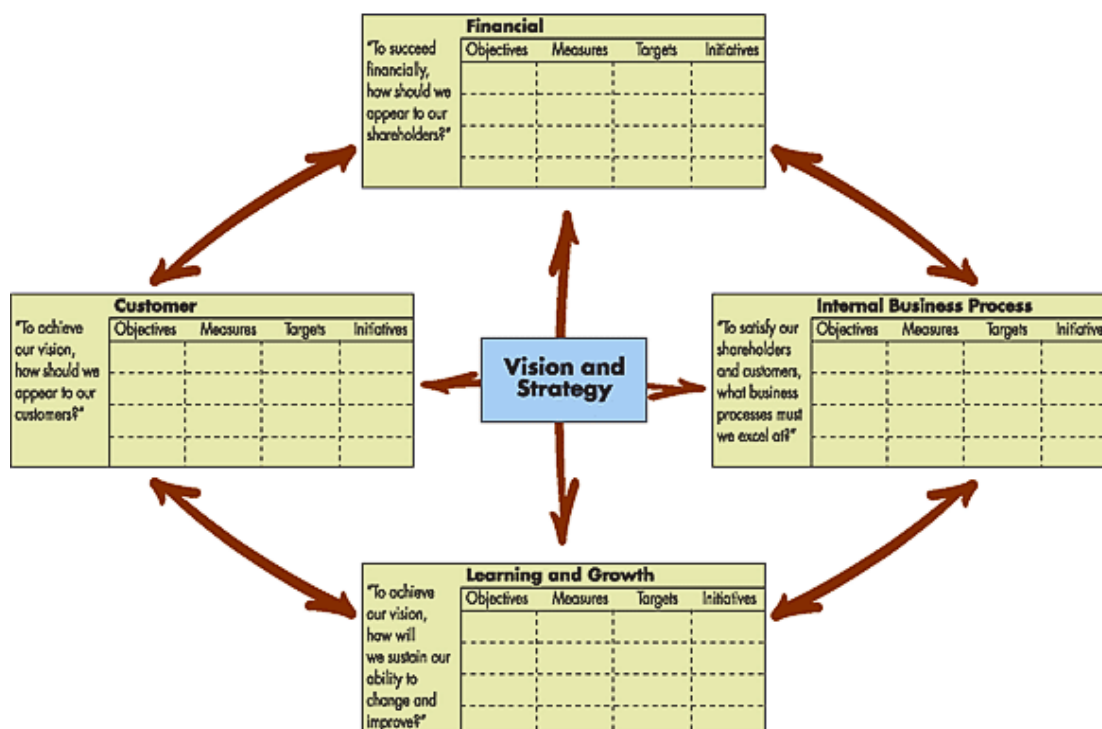 Financial
"To succeed
financially,
how should we
appear to our
shareholders?"
Objectives Measures Targets Initiatives
Customer
"To achieve
our vision,
how should we
appear to our
customers?"
Objectives Measures Targets Initiatives
Vision and
Strategy
Internal Business Process
"To satisfy our
shareholders
and customers,
what business
processes must
we excel at?"
Objectives Measures Targets Initiative
Learning and Growth
"To achieve
our vision,
how will
we sustain our
ability to
change and
improve?"
Objectives Measures Targets Initiatives